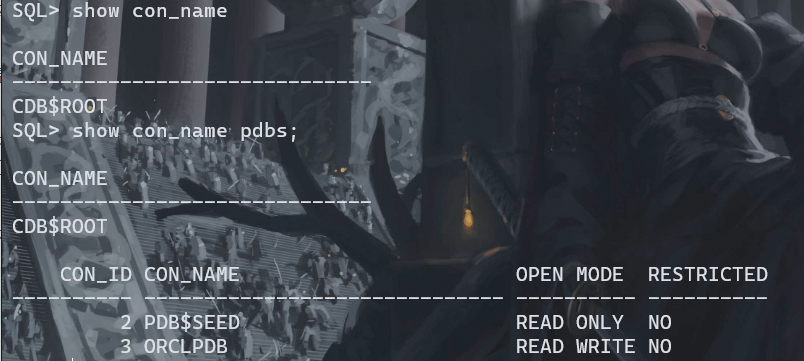 SQL> show con_name
CON_NAME
------------------------------
CDB$ROOT
SQL> show con_name pdbs;
CON_NAME
------------------------------
CDB$ROOT
CON_ID CON_NAME OPEN MODE RESTRICTED
---------- ------------------------------ ---------- ----------
2 PDB$SEED READ ONLY NO
3 ORCLPDB READ WRITE NO